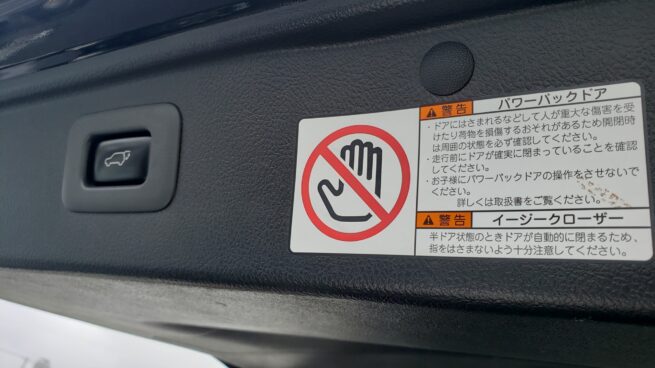 警告 パワーバックドア
・ドアにはさまれるなどして人が重大な傷害を受
けたり荷物を損傷するおそれがあるため開閉時
は周囲の状態を必ず確認してください。
・走行前にドアが確実に閉まっていることを確認
してください。
・お子様にパワーバックドアの操作をさせないで
ください。
詳しくは取扱書をご覧ください。
警告 イージークローザー
半ドア状態のときドアが自動的に閉まるため、
指をはさまないよう十分注意してください。